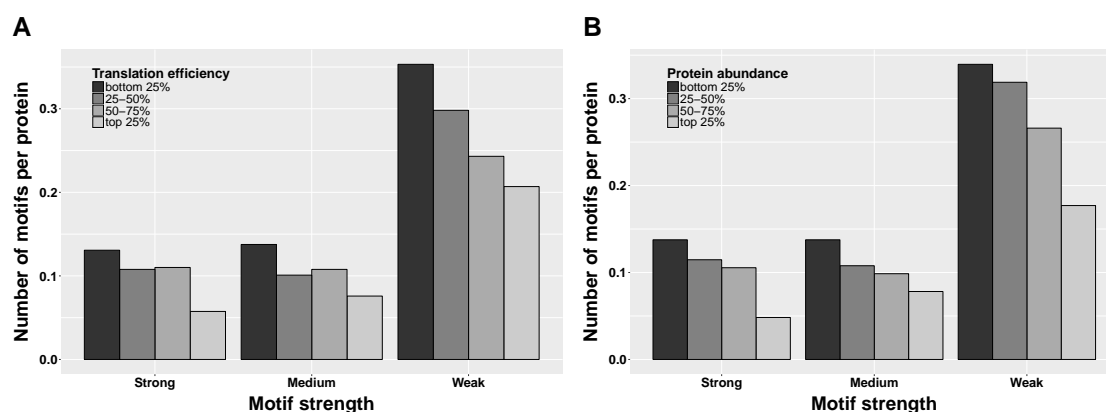 A
Translation efficiency
bottom 25%
25−50%
50−75%
top 25%
Number of motifs per protein
0.3
0.2
0.1
0.0
Strong
Medium
Weak
Motif strength
B
Protein abundance
bottom 25%
25−50%
50−75%
top 25%
Number of motifs per protein
0.3
0.2
0.1
0.0
Strong
Medium
Weak
Motif strength